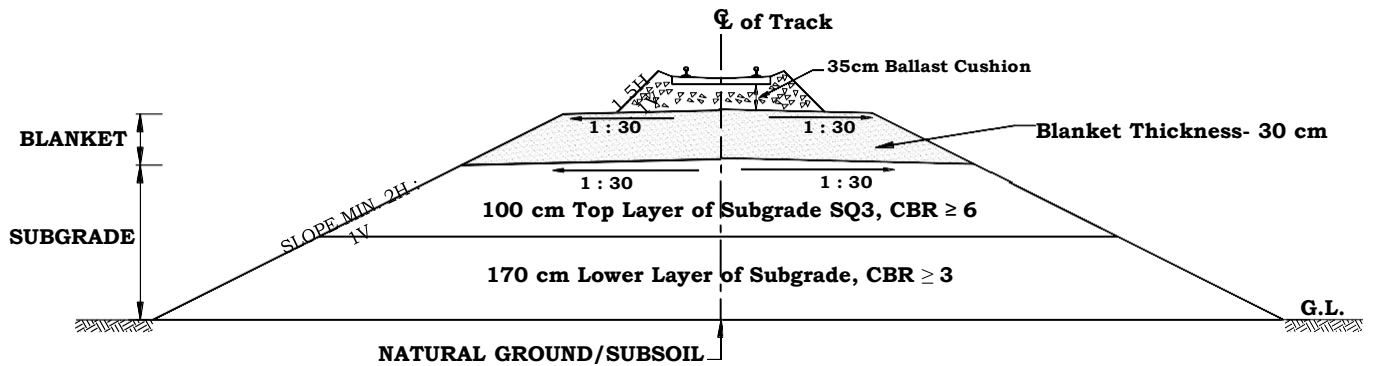 ℄ of Track
35cm Ballast Cushion
1.5H
1V
1 : 30
1 : 30
BLANKET
Blanket Thickness- 30 cm
1 : 30
1 : 30
SLOPE MIN. 2H :
1V
100 cm Top Layer of Subgrade SQ3, CBR ≥ 6
SUBGRADE
170 cm Lower Layer of Subgrade, CBR ≥ 3
G.L.
NATURAL GROUND/SUBSOIL